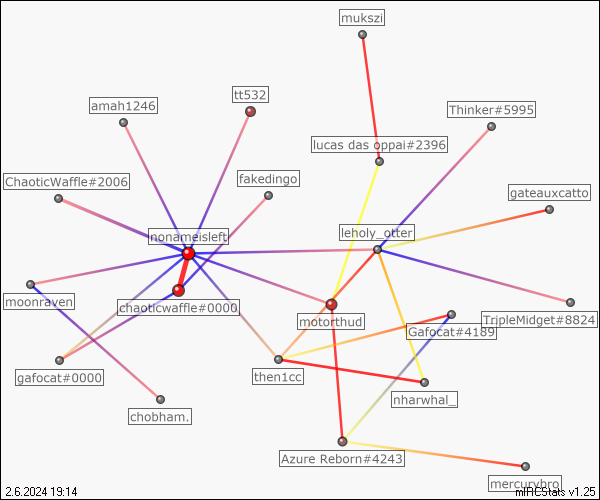 mukszi
tt532
amah1246
Thinker#5995
lucas das oppai#2396
ChaoticWaffle#2006
fakedingo
gateauxcatto
nonameisleft
leholy_otter
moonraven
chaoticwaffle#0000
motorthud
Gafocat#4189
TripleMidget#8824
gafocat#0000
then1cc
nharwhal_
chobham.
Azure Reborn#4243
mercurybro
2.6.2024 19:14
mIRCStats v1.25